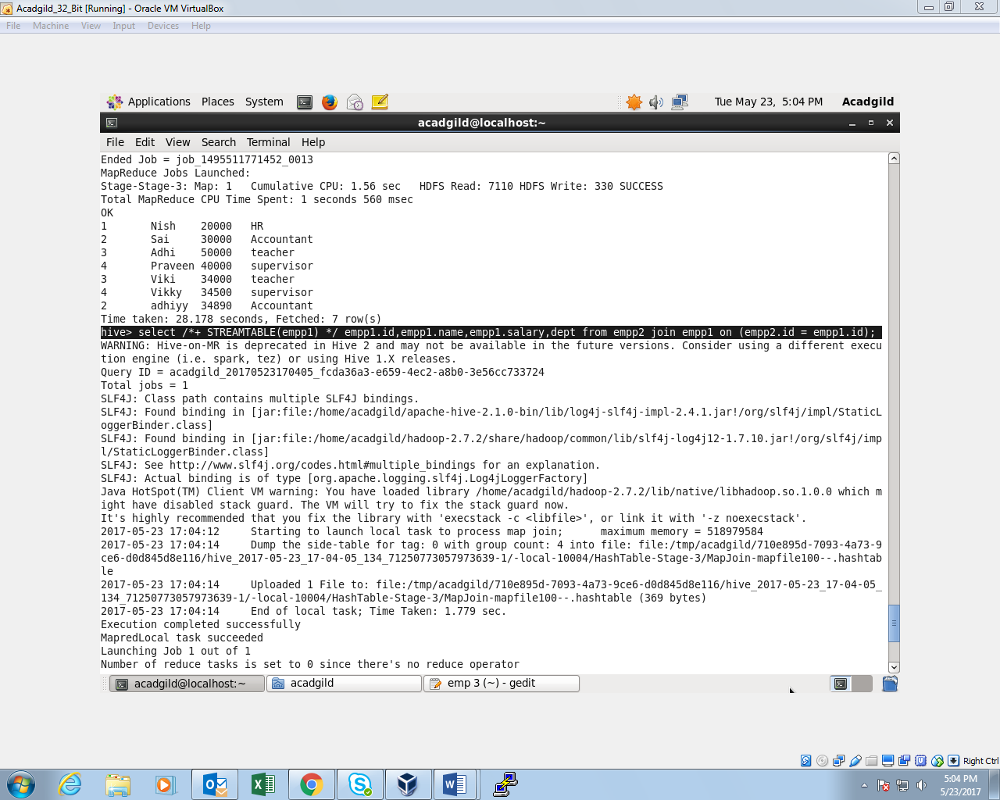 Acadgild_32_Bit [Running] - Oracle VM VirtualBox
File Machine View Input Devices Help
Applications Places System Tue May 23, 5:04 PM Acadgild
acadgild@localhost:~
File Edit View Search Terminal Help
Ended Job = job_1495511771452_0013
MapReduce Jobs Launched:
Stage-Stage-3: Map: 1   Cumulative CPU: 1.56 sec   HDFS Read: 7110 HDFS Write: 330 SUCCESS
Total MapReduce CPU Time Spent: 1 seconds 560 msec
OK
1       Nish    20000   HR
2       Sai     30000   Accountant
3       Adhi    50000   teacher
4       Praveen 40000   supervisor
3       Viki    34000   teacher
4       Vikky   34500   supervisor
2       adhiyy  34890   Accountant
Time taken: 28.178 seconds, Fetched: 7 row(s)
hive> select /*+ STREAMTABLE(empp1) */ empp1.id,empp1.name,empp1.salary,dept from empp2 join empp1 on (empp2.id = empp1.id);
WARNING: Hive-on-MR is deprecated in Hive 2 and may not be available in the future versions. Consider using a different execu
tion engine (i.e. spark, tez) or using Hive 1.X releases.
Query ID = acadgild_20170523170405_fcda36a3-e659-4ec2-a8b0-3e56cc733724
Total jobs = 1
SLF4J: Class path contains multiple SLF4J bindings.
SLF4J: Found binding in [jar:file:/home/acadgild/apache-hive-2.1.0-bin/lib/log4j-slf4j-impl-2.4.1.jar!/org/slf4j/impl/StaticL
oggerBinder.class]
SLF4J: Found binding in [jar:file:/home/acadgild/hadoop-2.7.2/share/hadoop/common/lib/slf4j-log4j12-1.7.10.jar!/org/slf4j/imp
l/StaticLoggerBinder.class]
SLF4J: See http://www.slf4j.org/codes.html#multiple_bindings for an explanation.
SLF4J: Actual binding is of type [org.apache.logging.slf4j.Log4jLoggerFactory]
Java HotSpot(TM) Client VM warning: You have loaded library /home/acadgild/hadoop-2.7.2/lib/native/libhadoop.so.1.0.0 which m
ight have disabled stack guard. The VM will try to fix the stack guard now.
It's highly recommended that you fix the library with 'execstack -c <libfile>', or link it with '-z noexecstack'.
2017-05-23 17:04:12     Starting to launch local task to process map join;      maximum memory = 518979584
2017-05-23 17:04:14     Dump the side-table for tag: 0 with group count: 4 into file: file:/tmp/acadgild/710e895d-7093-4a73-9
ce6-d0d845d8e116/hive_2017-05-23_17-04-05_134_71250773057973639-1/-local-10004/HashTable-Stage-3/MapJoin-mapfile100--.hashtab
le
2017-05-23 17:04:14     Uploaded 1 File to: file:/tmp/acadgild/710e895d-7093-4a73-9ce6-d0d845d8e116/hive_2017-05-23_17-04-05_
134_71250773057973639-1/-local-10004/HashTable-Stage-3/MapJoin-mapfile100--.hashtable (369 bytes)
2017-05-23 17:04:14     End of local task; Time Taken: 1.779 sec.
Execution completed successfully
MapredLocal task succeeded
Launching Job 1 out of 1
Number of reduce tasks is set to 0 since there's no reduce operator
acadgild@localhost:~ acadgild emp 3 (~) - gedit
Right Ctrl
5:04 PM
5/23/2017